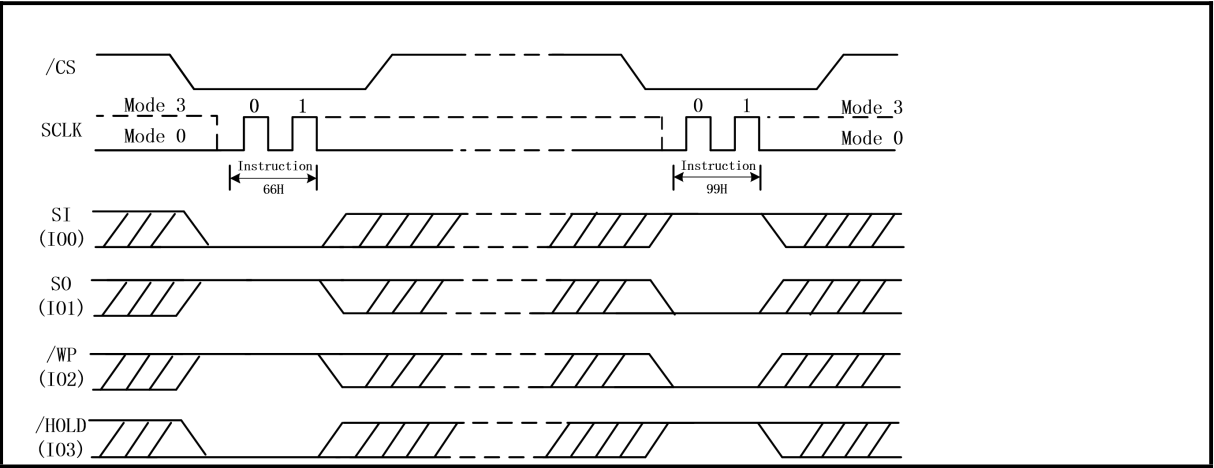 /CS
Mode 3 0 1 0 1 Mode 3
SCLK
Mode 0 Mode 0
Instruction Instruction
66H 99H
SI
(IO0)
SO
(IO1)
/WP
(IO2)
/HOLD
(IO3)